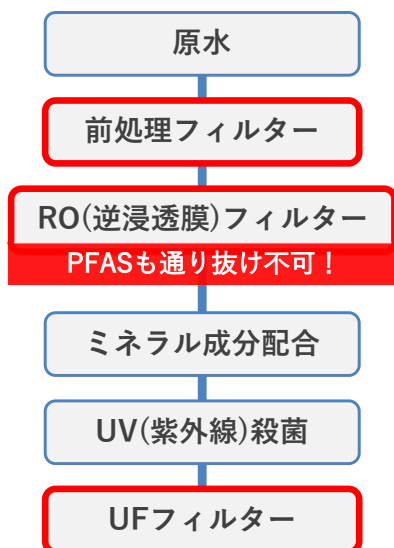 原水
前処理フィルター
RO(逆浸透膜)フィルター
PFASも通り抜け不可！
ミネラル成分配合
UV(紫外線)殺菌
UFフィルター